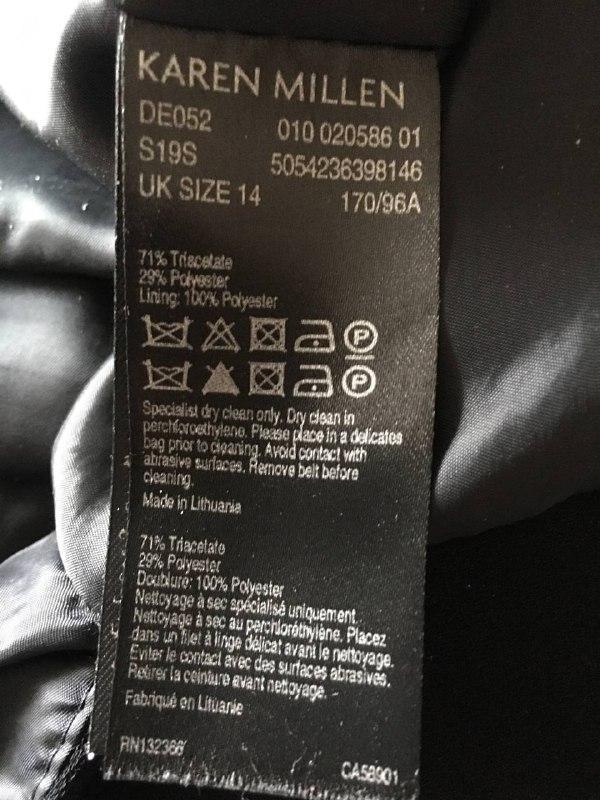 KAREN MILLEN
DE052 010 020586 01
S19S 5054236398146
UK SIZE 14 170/96A
71% Triacetate
29% Polyester
Lining: 100% Polyester
P
P
Specialist dry clean only. Dry clean in
perchloroethylene. Please place in a delicates
bag prior to cleaning. Avoid contact with
abrasive surfaces. Remove belt before
cleaning.
Made in Lithuania
71% Triacetate
29% Polyester
Doublure: 100% Polyester
Nettoyage à sec spécialisé uniquement.
Nettoyage à sec au perchloréthylène. Placez
dans un filet à linge délicat avant le nettoyage.
Eviter le contact avec des surfaces abrasives.
Retirer la ceinture avant nettoyage.
Fabriqué en Lituanie
RN132366 CA58901